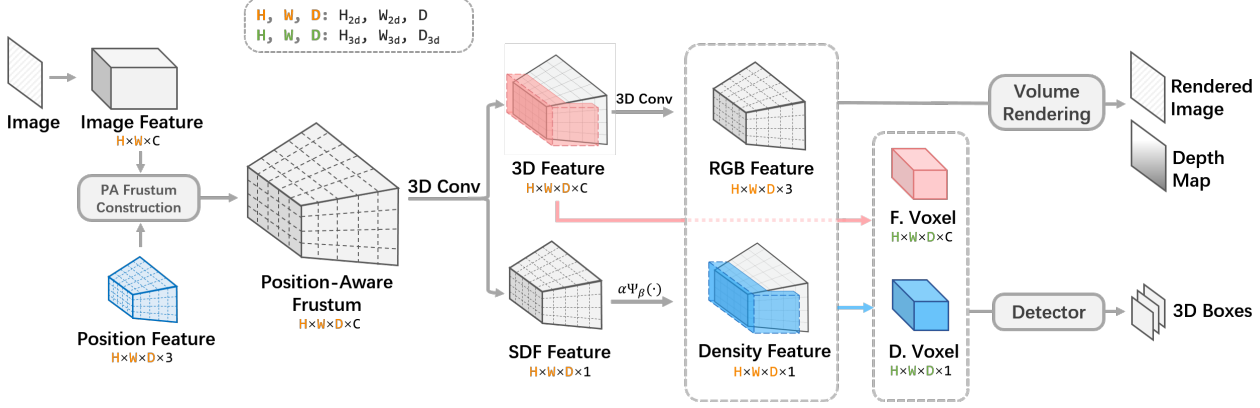 H, W, D: H2d, W2d, D
H, W, D: H3d, W3d, D3d
Image
Image Feature
H×W×C
PA Frustum
Construction
Position Feature
H×W×D×3
Position-Aware
Frustum
H×W×D×C
3D Conv
3D Feature
H×W×D×C
3D Conv
RGB Feature
H×W×D×3
SDF Feature
H×W×D×1
αΨβ(·)
Density Feature
H×W×D×1
F. Voxel
H×W×D×C
D. Voxel
H×W×D×1
Volume
Rendering
Rendered
Image
Depth
Map
Detector
3D Boxes